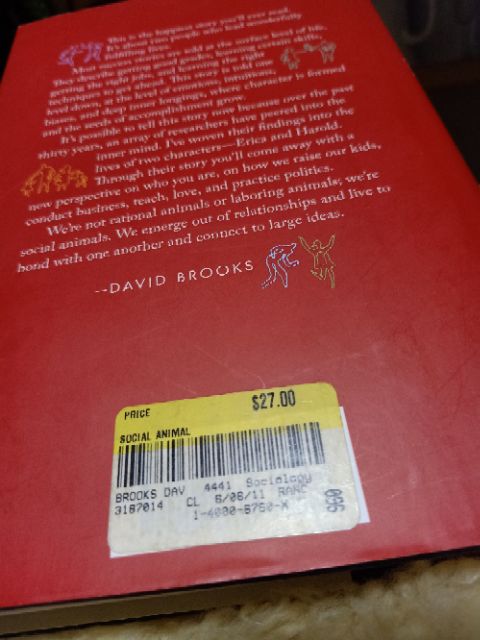 This is the happiest story you'll ever read.
It's about two people who lead wonderfully
fulfilling lives.
Most success stories are told at the surface level of life.
They describe getting good grades, learning certain skills,
getting the right jobs, and learning the right
techniques to get ahead. This story is told one
level down, at the level of emotions, intuitions,
biases, and deep inner longings, where character is formed
and the seeds of accomplishment grow.
It's possible to tell this story now because over the past
thirty years, an array of researchers have peered into the
inner mind. I've woven their findings into the
lives of two characters—Erica and Harold.
Through their story you'll come away with a
new perspective on who you are, on how we raise our kids,
conduct business, teach, love, and practice politics.
We're not rational animals or laboring animals; we're
social animals. We emerge out of relationships and live to
bond with one another and connect to large ideas.
--DAVID BROOKS
PRICE $27.00
SOCIAL ANIMAL
BROOKS DAV 4441 Sociology
3187014 CL 6/06/11 RANC
1-4000-6760-X